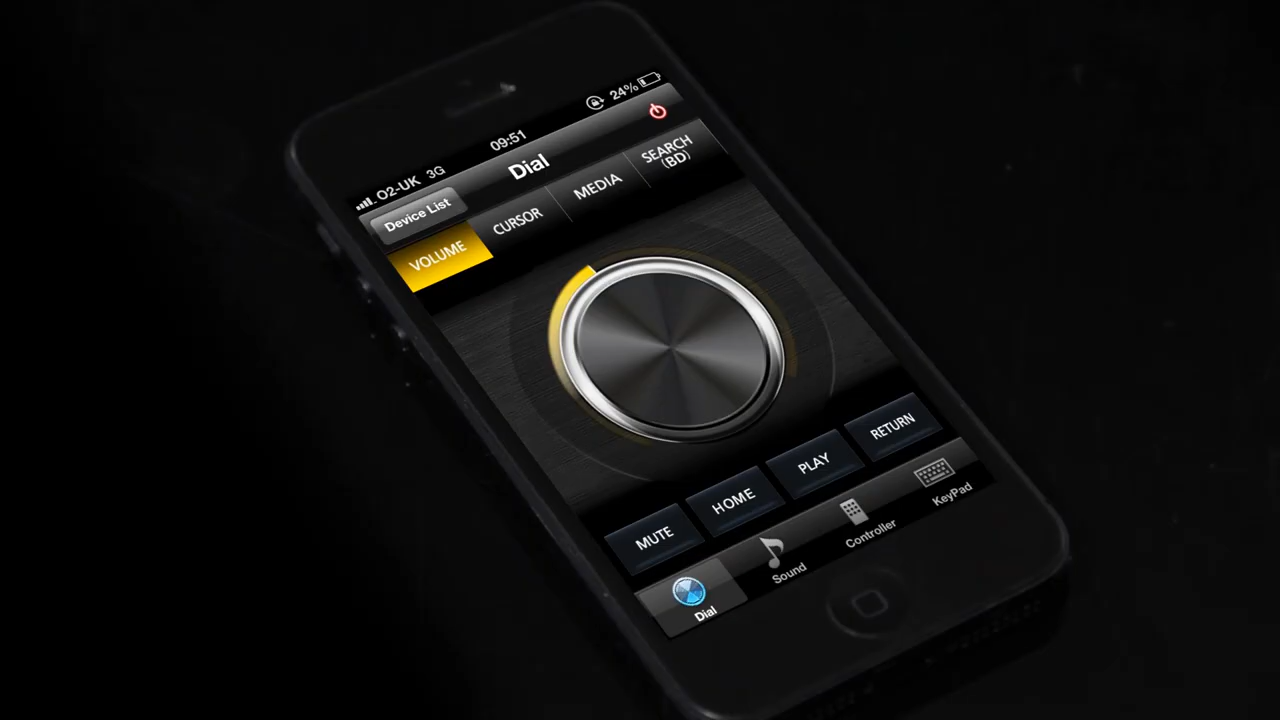 O2-UK 3G 09:51 24%
Device List Dial
VOLUME CURSOR MEDIA SEARCH (BD)
MUTE HOME PLAY RETURN
Dial Sound Controller KeyPad